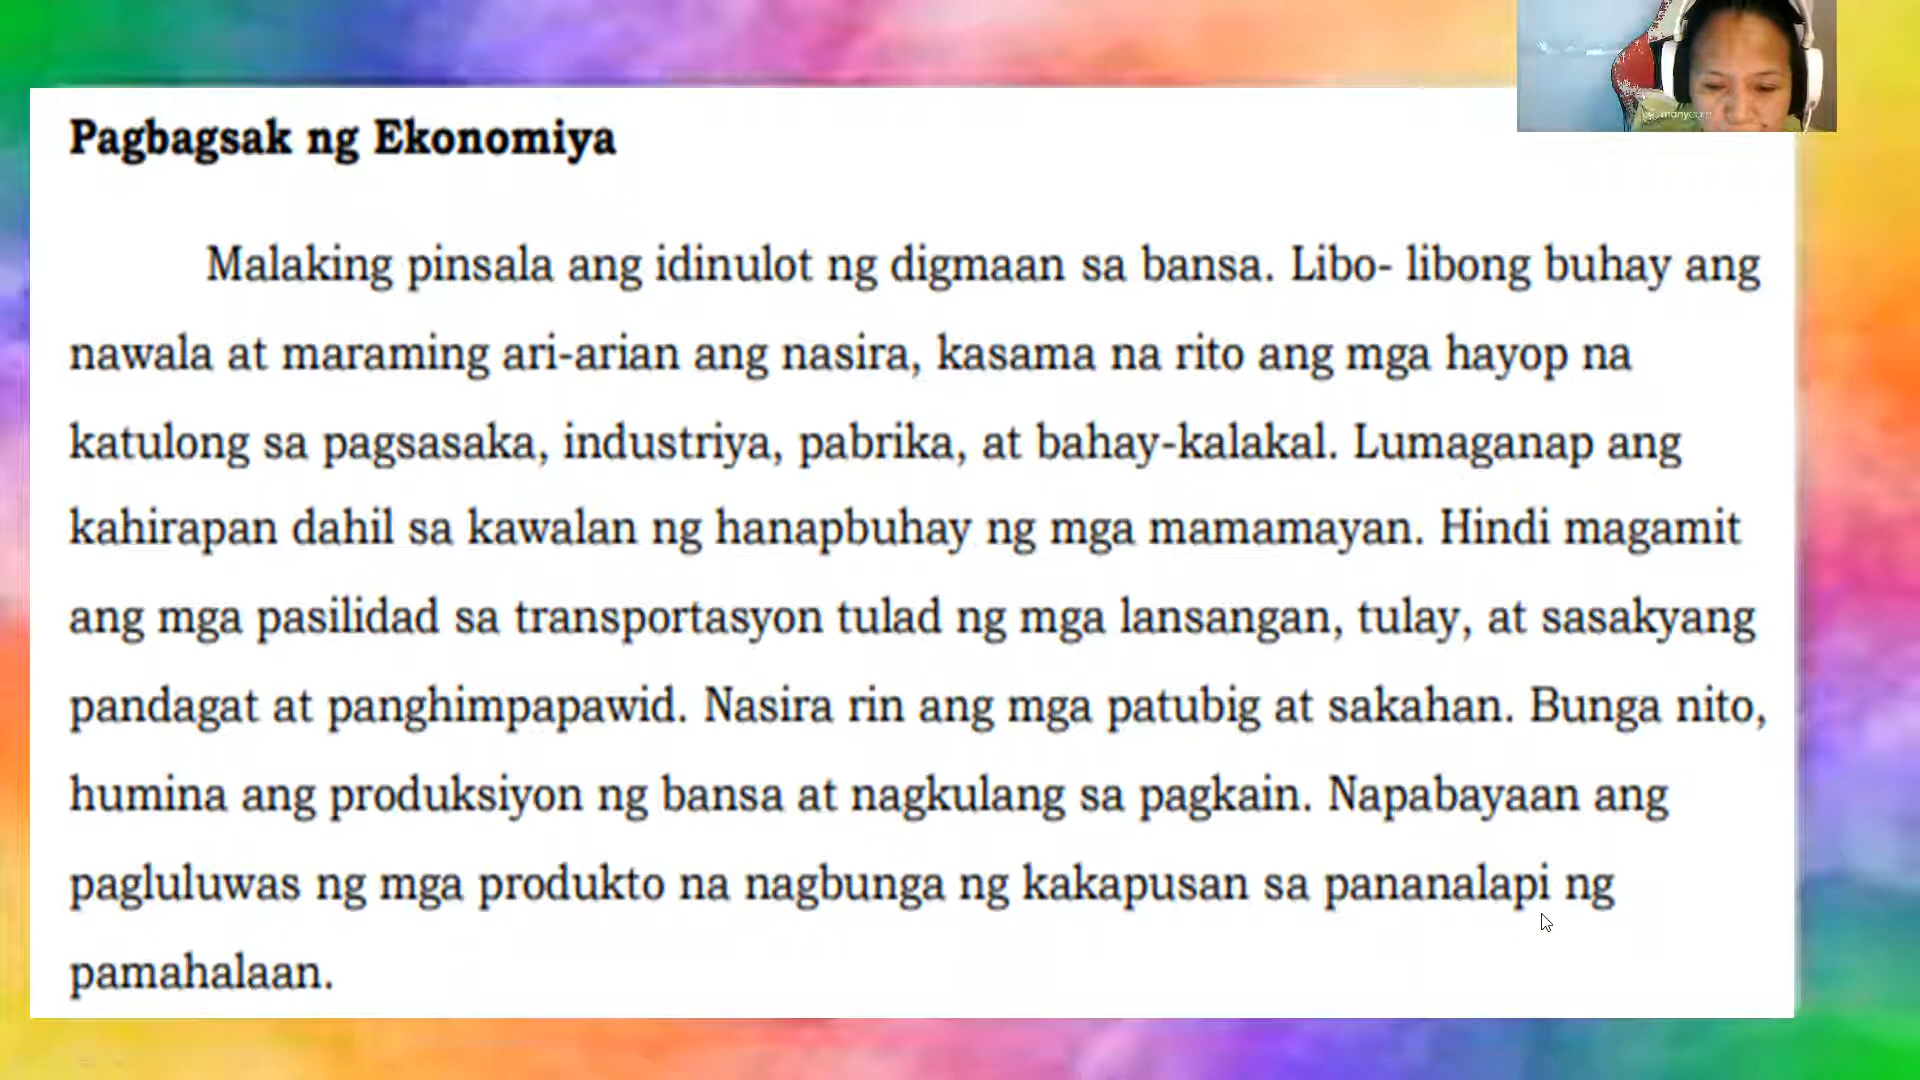 Pagbagsak ng Ekonomiya
Malaking pinsala ang idinulot ng digmaan sa bansa. Libo- libong buhay ang
nawala at maraming ari-arian ang nasira, kasama na rito ang mga hayop na
katulong sa pagsasaka, industriya, pabrika, at bahay-kalakal. Lumaganap ang
kahirapan dahil sa kawalan ng hanapbuhay ng mga mamamayan. Hindi magamit
ang mga pasilidad sa transportasyon tulad ng mga lansangan, tulay, at sasakyang
pandagat at panghimpapawid. Nasira rin ang mga patubig at sakahan. Bunga nito,
humina ang produksiyon ng bansa at nagkulang sa pagkain. Napabayaan ang
pagluluwas ng mga produkto na nagbunga ng kakapusan sa pananalapi ng
pamahalaan.
manycam